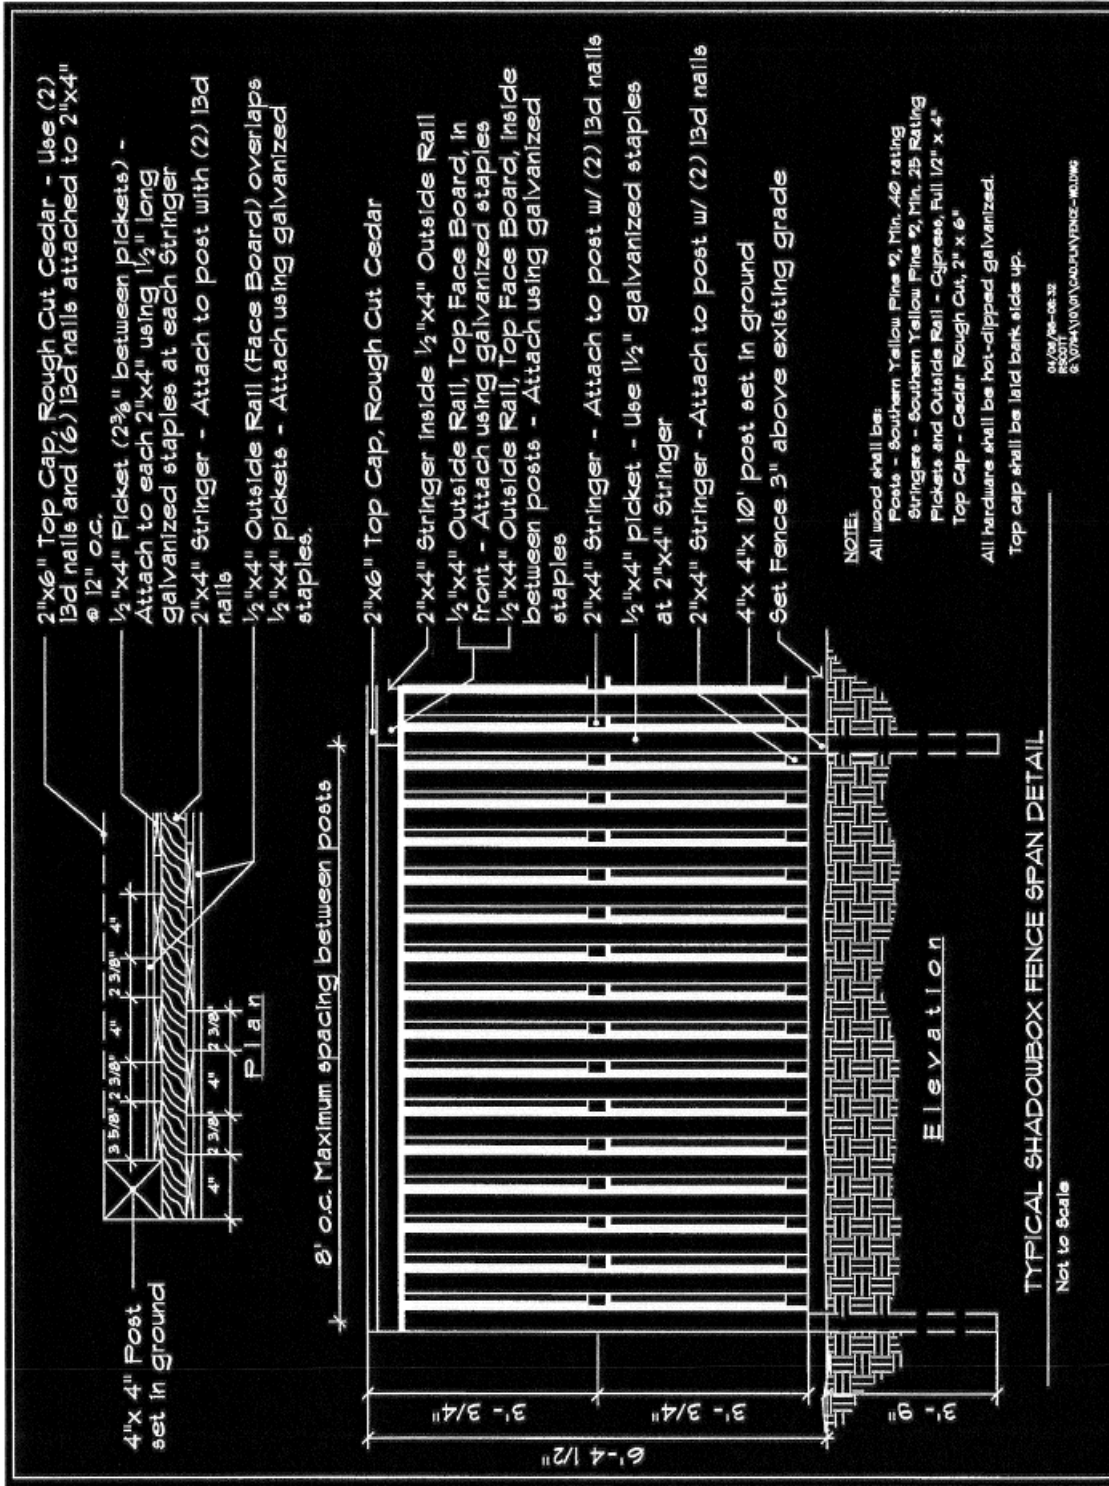 2"x6" Top Cap, Rough Cut Cedar - Use (2)
13d nails and (6) 13d nails attached to 2"x4"
@ 12" o.c.
½"x4" Picket (2⅜" between pickets) -
Attach to each 2"x4" using 1½" long
galvanized staples at each Stringer
2"x4" Stringer - Attach to post with (2) 13d
nails
½"x4" Outside Rail (Face Board) overlaps
½"x4" pickets - Attach using galvanized
staples.
4"x 4" Post
set in ground
3 5/8" 2 3/8" 4" 2 3/8" 4"
4" 2 3/8" 4" 2 3/8"
Plan
8' o.c. Maximum spacing between posts
2"x6" Top Cap, Rough Cut Cedar
2"x4" Stringer Inside ½"x4" Outside Rail
½"x4" Outside Rail, Top Face Board, in
front - Attach using galvanized staples
½"x4" Outside Rail, Top Face Board, inside
between posts - Attach using galvanized
staples
2"x4" Stringer - Attach to post w/ (2) 13d nails
½"x4" picket - Use 1½" galvanized staples
at 2"x4" Stringer
2"x4" Stringer -Attach to post w/ (2) 13d nails
4"x 4"x 10' post set in ground
Set Fence 3" above existing grade
3'- 3/4"
3'- 3/4"
6'-4 1/2"
3'- 9"
Elevation
NOTE:
All wood shall be:
Posts - Southern Yellow Pine #2, Min. .40 rating
Stringers - Southern Yellow Pine #2, Min. .25 Rating
Pickets and Outside Rail - Cypress, Full 1/2" x 4"
Top Cap - Cedar Rough Cut, 2" x 6"
All hardware shall be hot-dipped galvanized.
Top cap shall be laid bark side up.
TYPICAL SHADOWBOX FENCE SPAN DETAIL
Not to Scale
RSCOTT